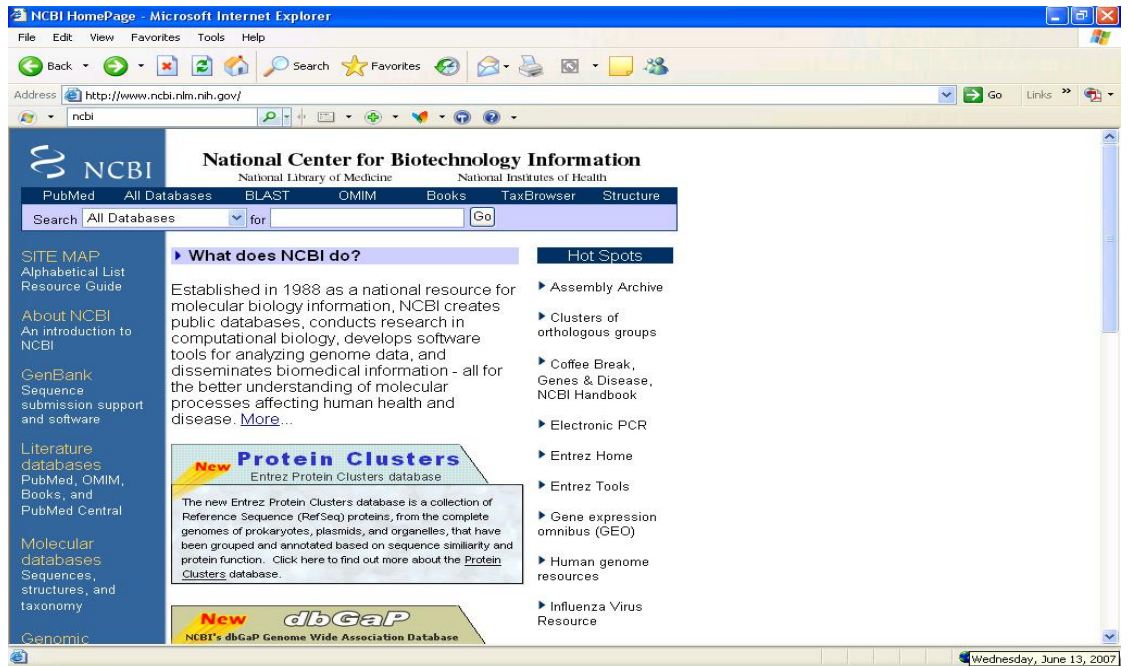 NCBI HomePage - Microsoft Internet Explorer
File Edit View Favorites Tools Help
Back Search Favorites
Address http://www.ncbi.nlm.nih.gov/ Go Links »
ncbi
NCBI
National Center for Biotechnology Information
National Library of Medicine National Institutes of Health
PubMed All Databases BLAST OMIM Books TaxBrowser Structure
Search All Databases for Go
SITE MAP
Alphabetical List
Resource Guide
About NCBI
An introduction to
NCBI
GenBank
Sequence
submission support
and software
Literature
databases
PubMed, OMIM,
Books, and
PubMed Central
Molecular
databases
Sequences,
structures, and
taxonomy
Genomic
What does NCBI do?
Established in 1988 as a national resource for
molecular biology information, NCBI creates
public databases, conducts research in
computational biology, develops software
tools for analyzing genome data, and
disseminates biomedical information - all for
the better understanding of molecular
processes affecting human health and
disease. More...
New Protein Clusters
Entrez Protein Clusters database
The new Entrez Protein Clusters database is a collection of
Reference Sequence (RefSeq) proteins, from the complete
genomes of prokaryotes, plasmids, and organelles, that have
been grouped and annotated based on sequence similiarity and
protein function. Click here to find out more about the Protein
Clusters database.
New dbGaP
NCBI's dbGaP Genome Wide Association Database
Hot Spots
Assembly Archive
Clusters of
orthologous groups
Coffee Break,
Genes & Disease,
NCBI Handbook
Electronic PCR
Entrez Home
Entrez Tools
Gene expression
omnibus (GEO)
Human genome
resources
Influenza Virus
Resource
Wednesday, June 13, 2007